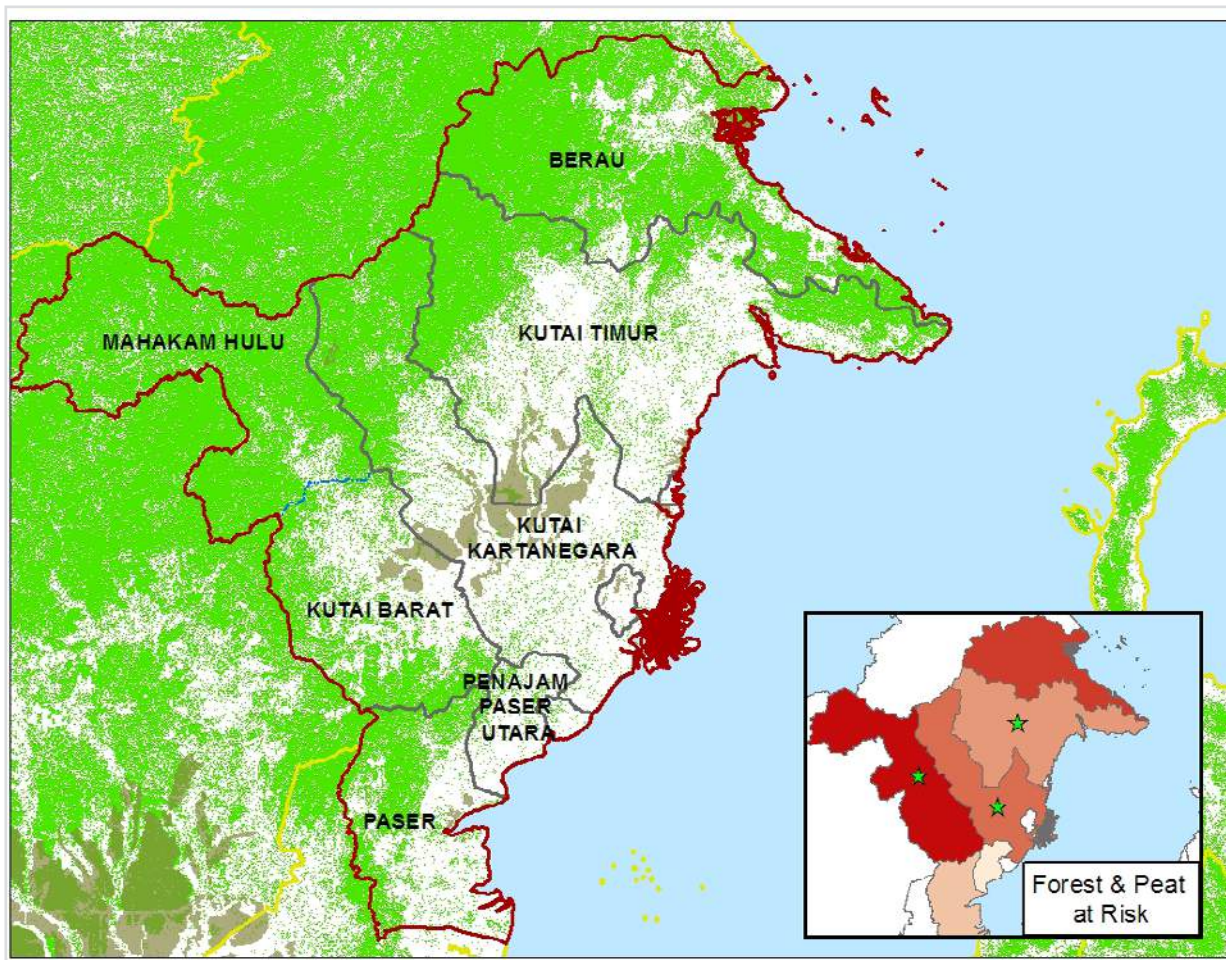 BERAU
MAHAKAM HULU
KUTAI TIMUR
KUTAI
KARTANEGARA
KUTAI BARAT
PENAJAM
PASER
UTARA
PASER
Forest & Peat
at Risk